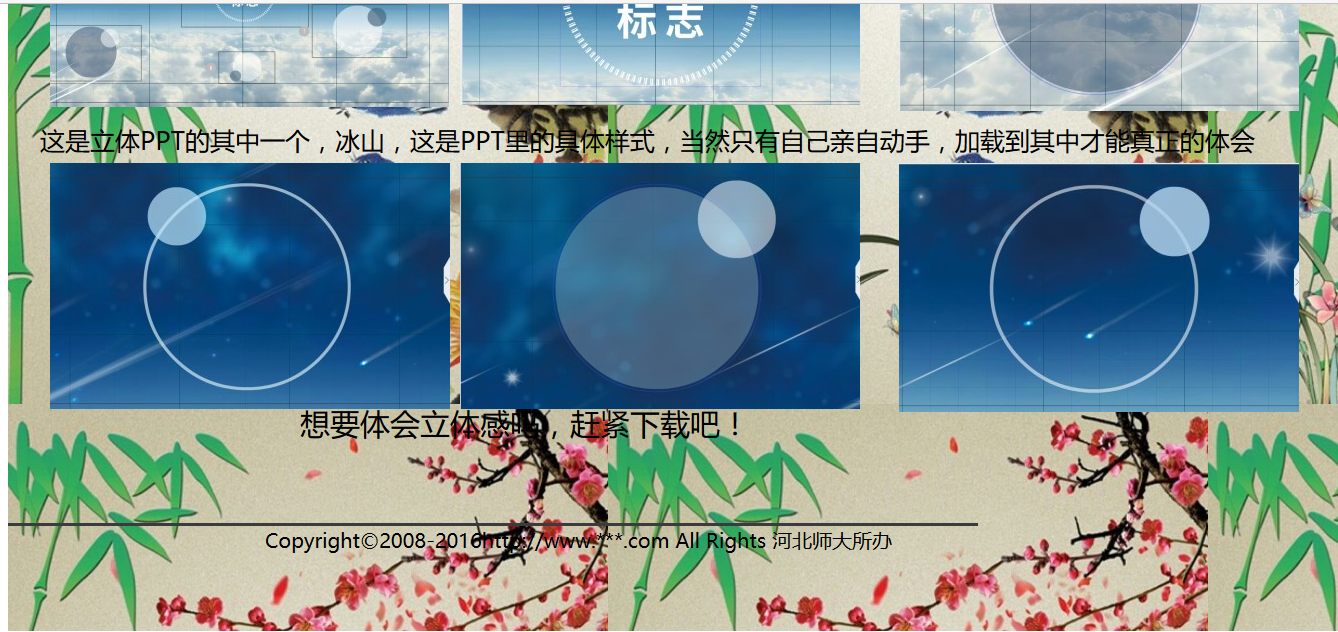 标志
这是立体PPT的其中一个，冰山，这是PPT里的具体样式，当然只有自己亲自动手，加载到其中才能真正的体会
想要体会立体感吗，赶紧下载吧！
Copyright©2008-2016http://www.***.com All Rights 河北师大所办